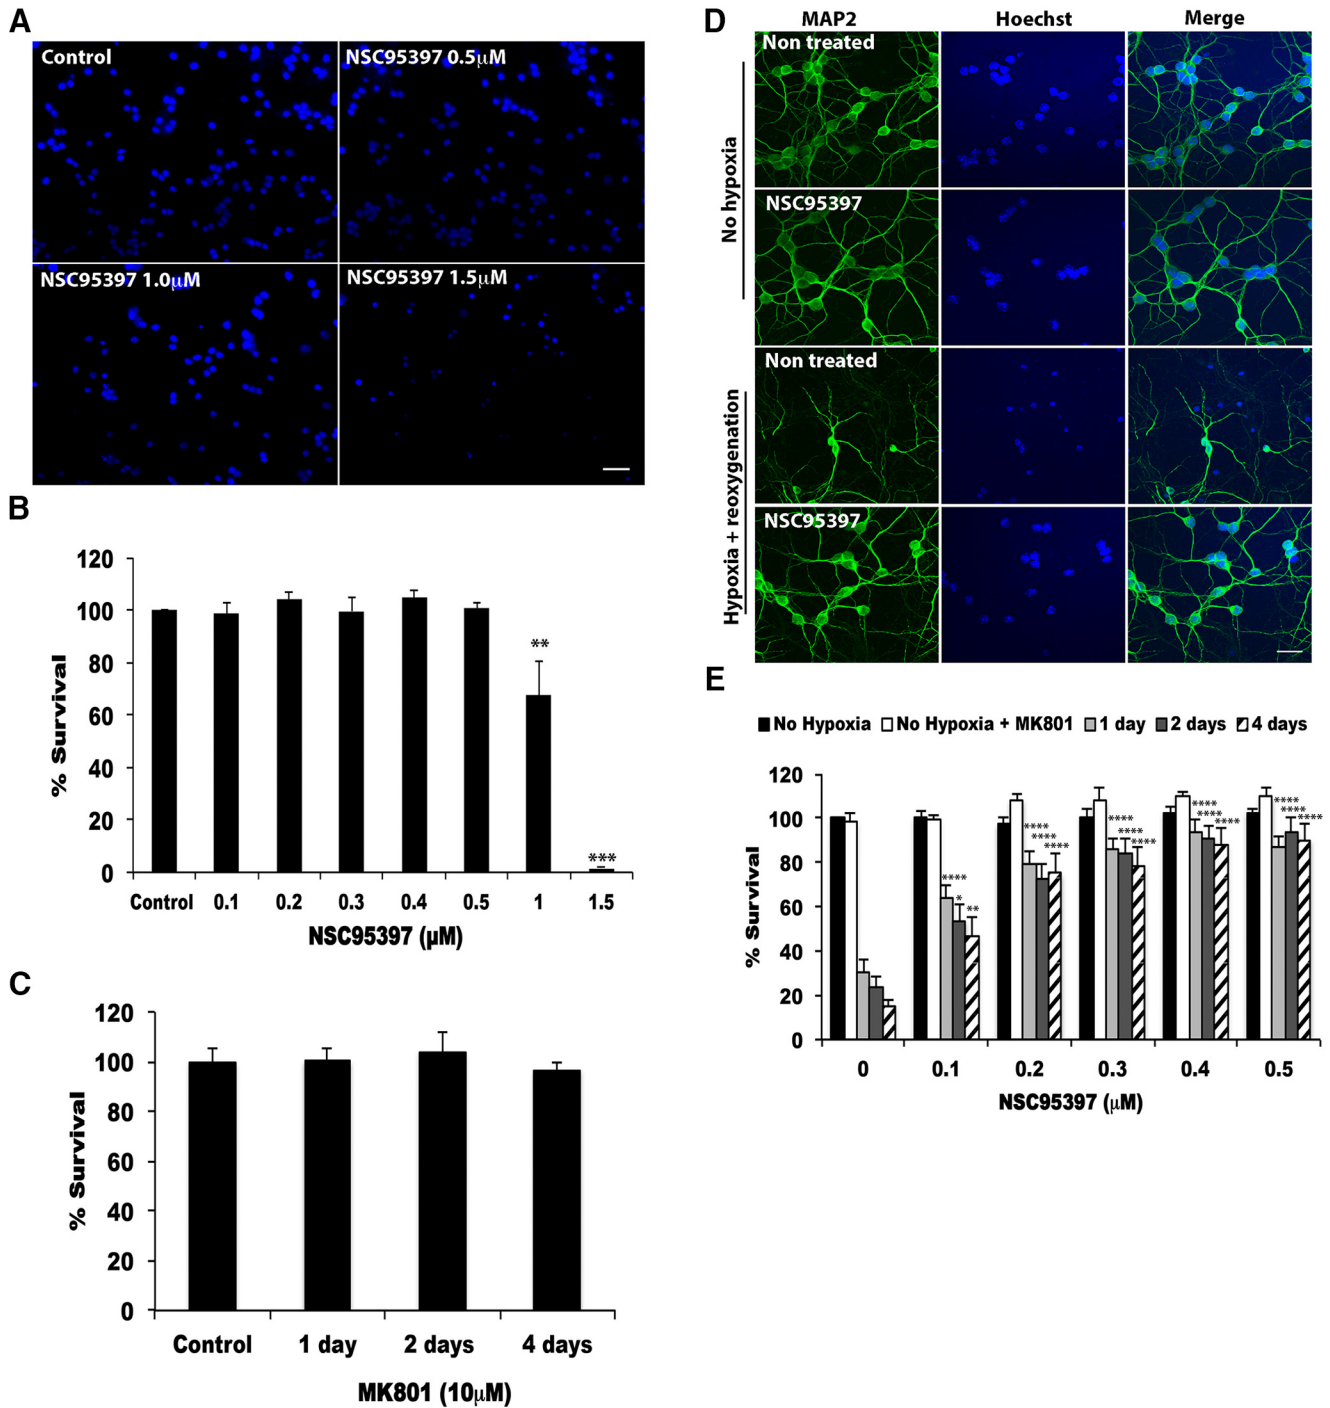 A
Control
NSC95397 0.5μM
NSC95397 1.0μM
NSC95397 1.5μM
B
120
100
80
60
40
20
0
% Survival
**
***
Control 0.1 0.2 0.3 0.4 0.5 1 1.5
NSC95397 (μM)
C
120
100
80
60
40
20
0
% Survival
Control 1 day 2 days 4 days
MK801 (10μM)
D
MAP2 Hoechst Merge
No hypoxia
Non treated
NSC95397
Hypoxia + reoxygenation
Non treated
NSC95397
E
No Hypoxia No Hypoxia + MK801 1 day 2 days 4 days
120
100
80
60
40
20
0
% Survival
**** * **
**** **** ****
**** **** ****
**** **** ****
**** **** ****
0 0.1 0.2 0.3 0.4 0.5
NSC95397 (μM)